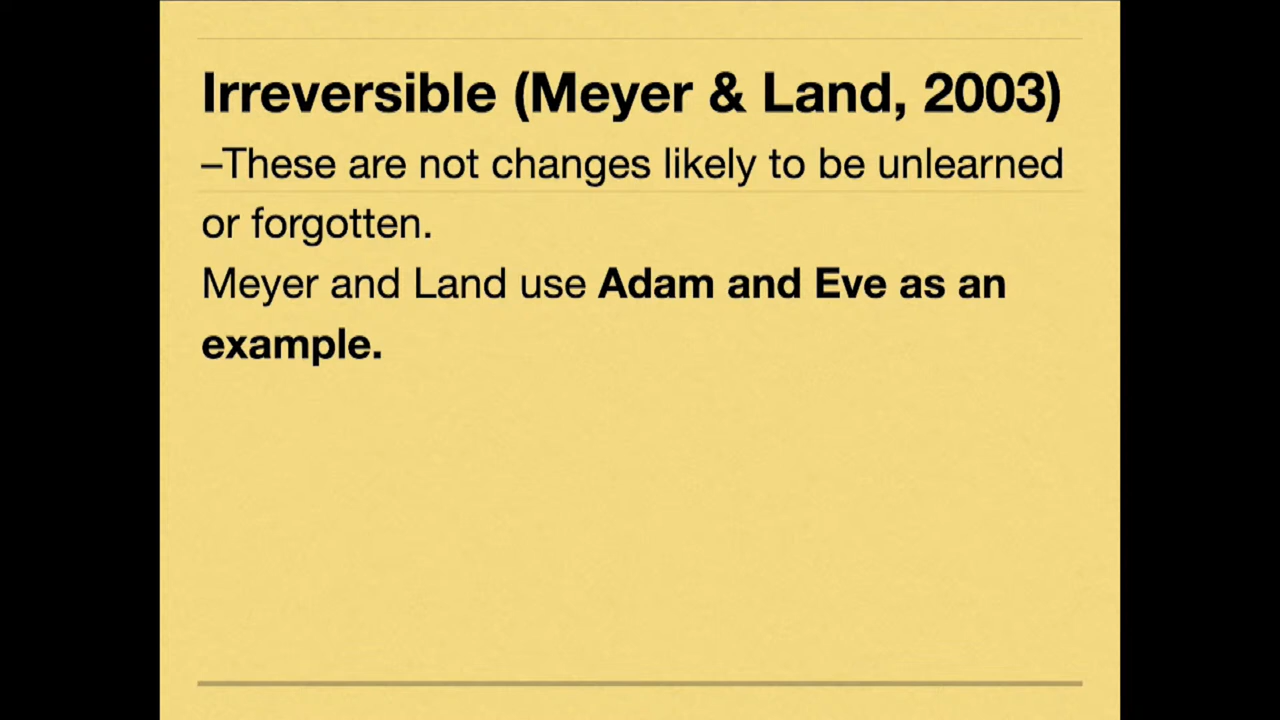 Irreversible (Meyer & Land, 2003)
–These are not changes likely to be unlearned
or forgotten.
Meyer and Land use Adam and Eve as an
example.